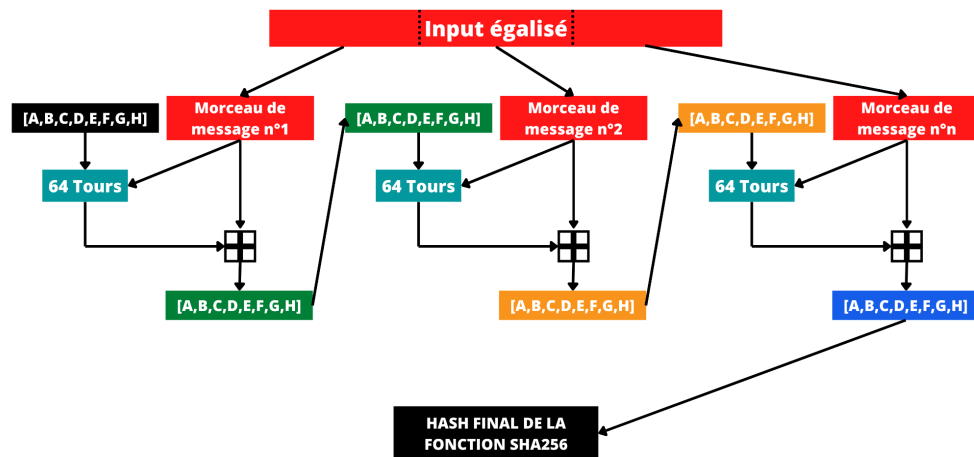 Input égalisé
[A,B,C,D,E,F,G,H]
Morceau de
message n°1
[A,B,C,D,E,F,G,H]
Morceau de
message n°2
[A,B,C,D,E,F,G,H]
Morceau de
message n°n
64 Tours
64 Tours
64 Tours
[A,B,C,D,E,F,G,H]
[A,B,C,D,E,F,G,H]
[A,B,C,D,E,F,G,H]
HASH FINAL DE LA
FONCTION SHA256